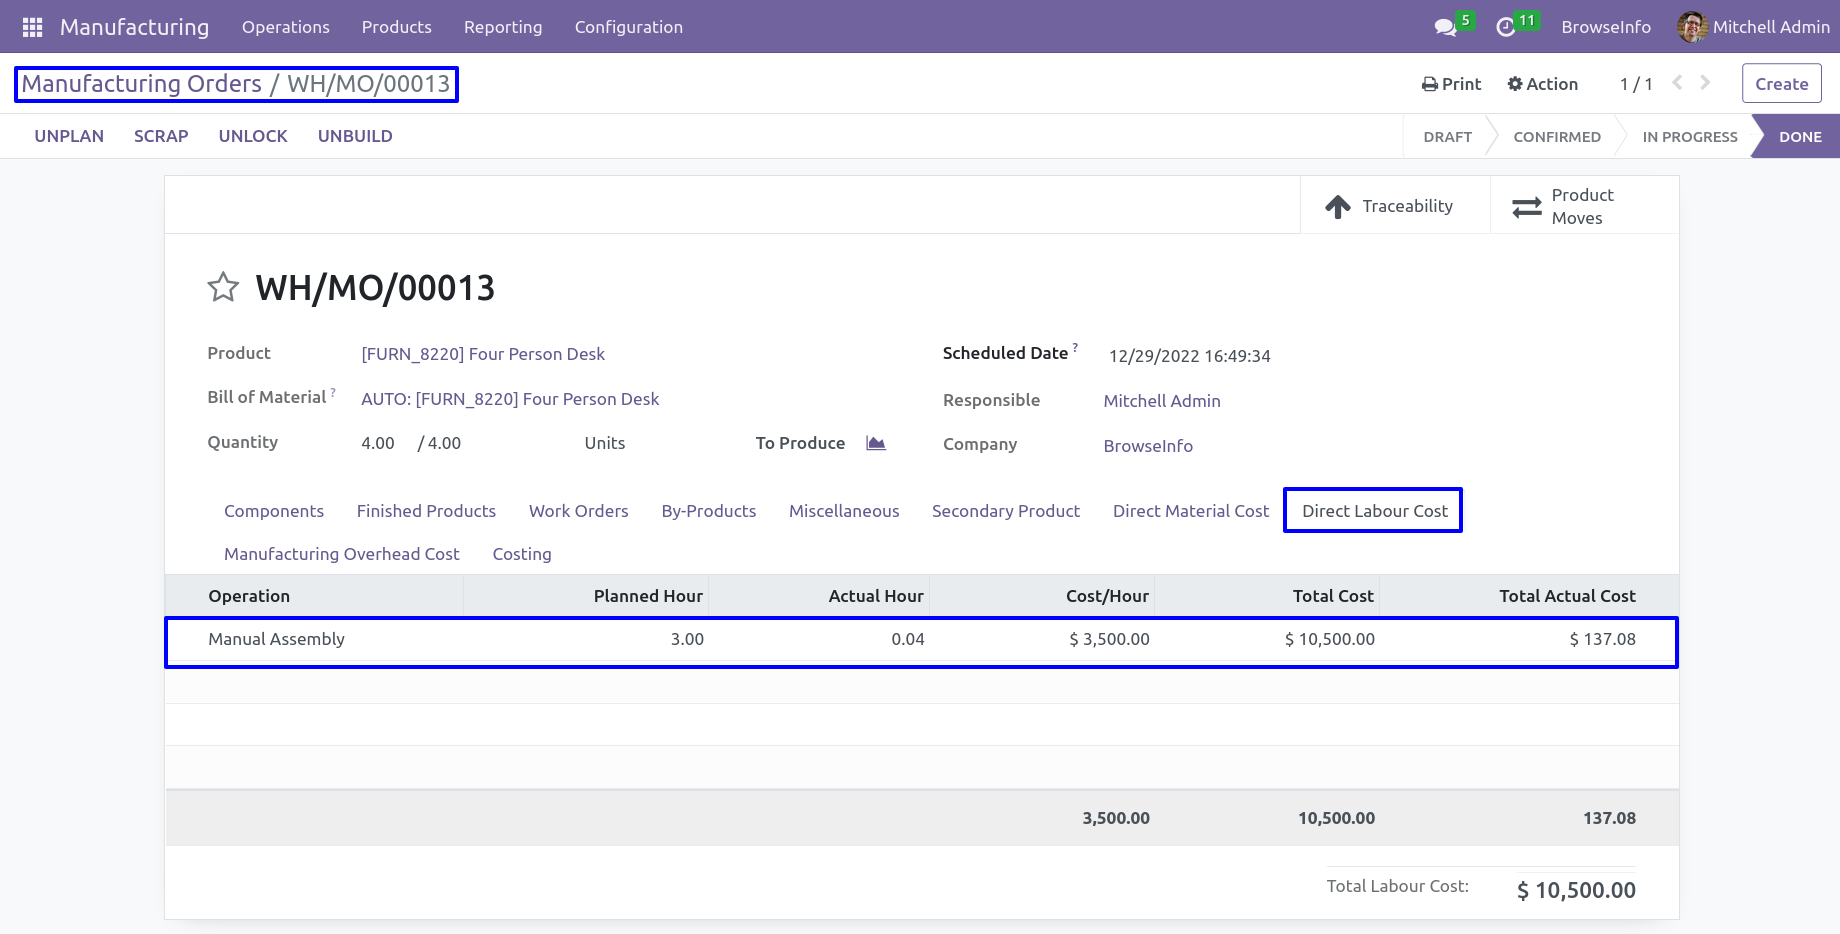 Manufacturing Operations Products Reporting Configuration 5 11 BrowseInfo Mitchell Admin
Manufacturing Orders / WH/MO/00013 Print Action 1 / 1 Create
UNPLAN SCRAP UNLOCK UNBUILD DRAFT CONFIRMED IN PROGRESS DONE
Traceability Product
Moves
WH/MO/00013
Product [FURN_8220] Four Person Desk Scheduled Date ? 12/29/2022 16:49:34
Bill of Material ? AUTO: [FURN_8220] Four Person Desk Responsible Mitchell Admin
Quantity 4.00 / 4.00 Units To Produce Company BrowseInfo
Components Finished Products Work Orders By-Products Miscellaneous Secondary Product Direct Material Cost Direct Labour Cost
Manufacturing Overhead Cost Costing
Operation Planned Hour Actual Hour Cost/Hour Total Cost Total Actual Cost
Manual Assembly 3.00 0.04 $ 3,500.00 $ 10,500.00 $ 137.08
3,500.00 10,500.00 137.08
Total Labour Cost: $ 10,500.00